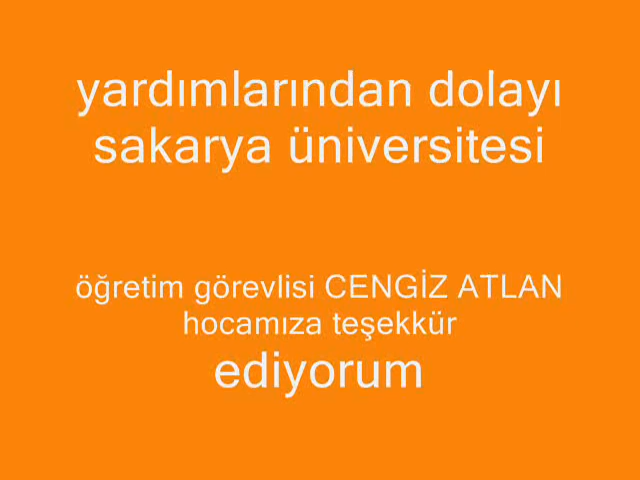 yardımlarından dolayı
sakarya üniversitesi
öğretim görevlisi CENGİZ ATLAN
hocamıza teşekkür
ediyorum